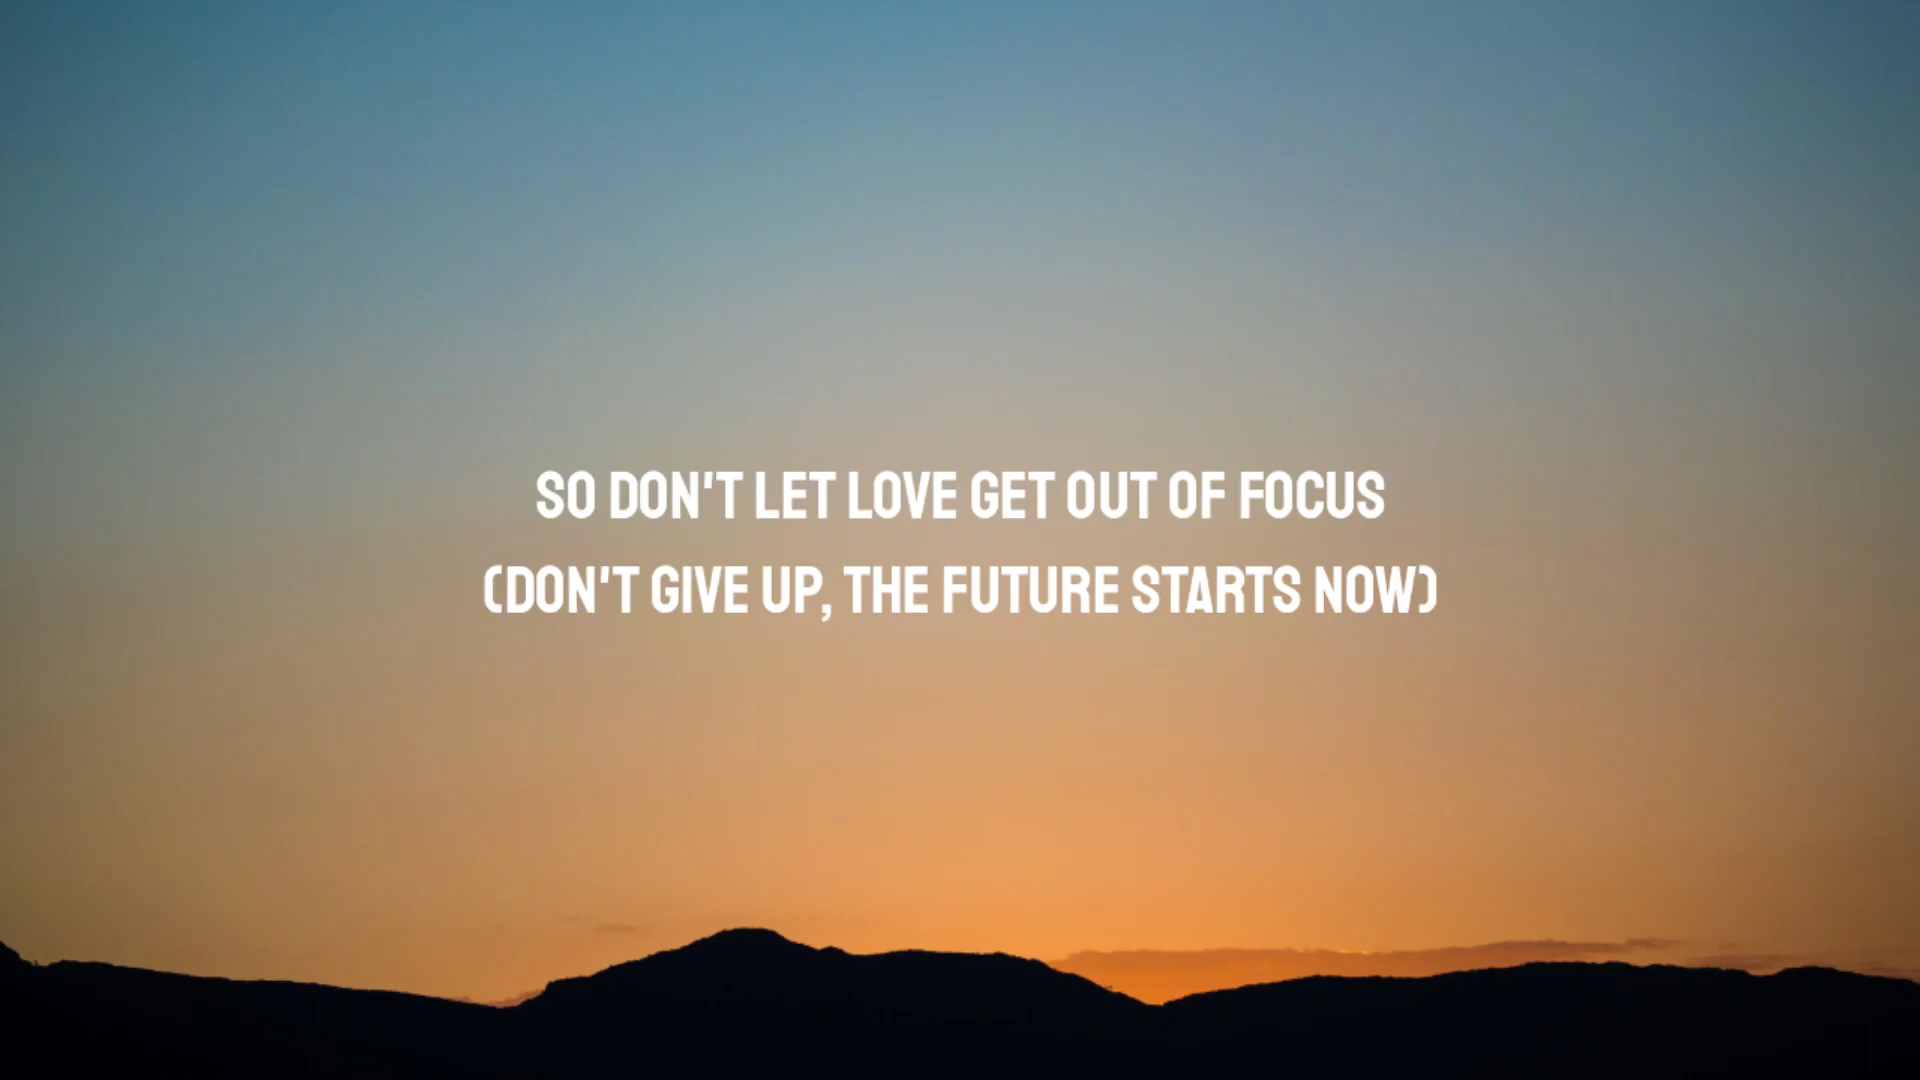 SO DON'T LET LOVE GET OUT OF FOCUS
(DON'T GIVE UP, THE FUTURE STARTS NOW)